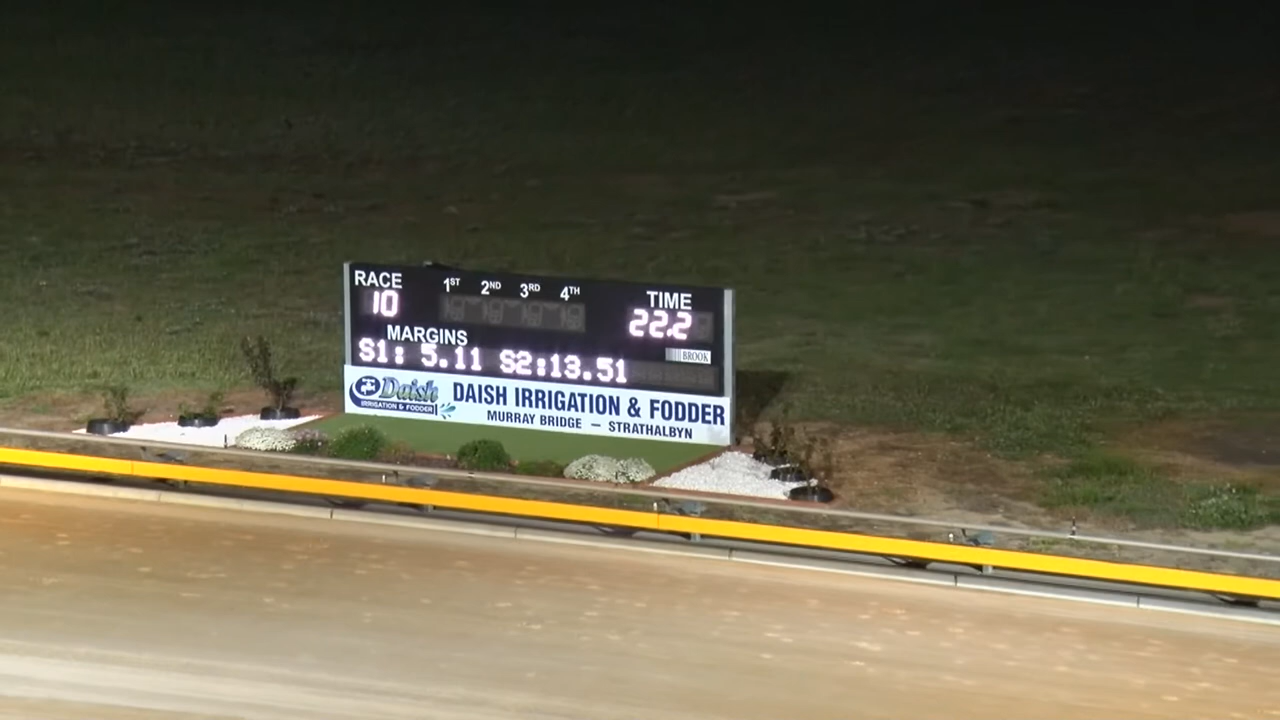 RACE 1ST 2ND 3RD 4TH TIME
10 22.2
MARGINS
S1: 5.11 S2:13.51
BROOK
Daish
IRRIGATION & FODDER
DAISH IRRIGATION & FODDER
MURRAY BRIDGE – STRATHALBYN